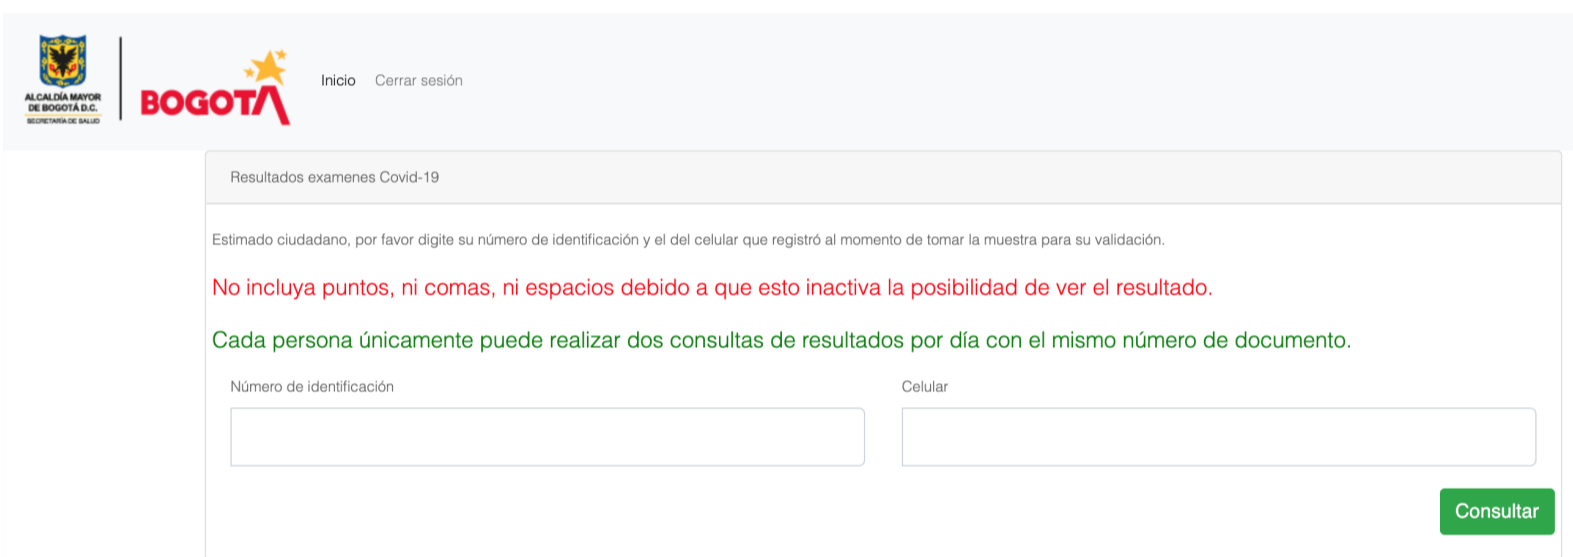 ALCALDÍA MAYOR
DE BOGOTÁ D.C.
SECRETARÍA DE SALUD
BOGOTÁ
Inicio Cerrar sesión
Resultados examenes Covid-19
Estimado ciudadano, por favor digite su número de identificación y el del celular que registró al momento de tomar la muestra para su validación.
No incluya puntos, ni comas, ni espacios debido a que esto inactiva la posibilidad de ver el resultado.
Cada persona únicamente puede realizar dos consultas de resultados por día con el mismo número de documento.
Número de identificación Celular
Consultar